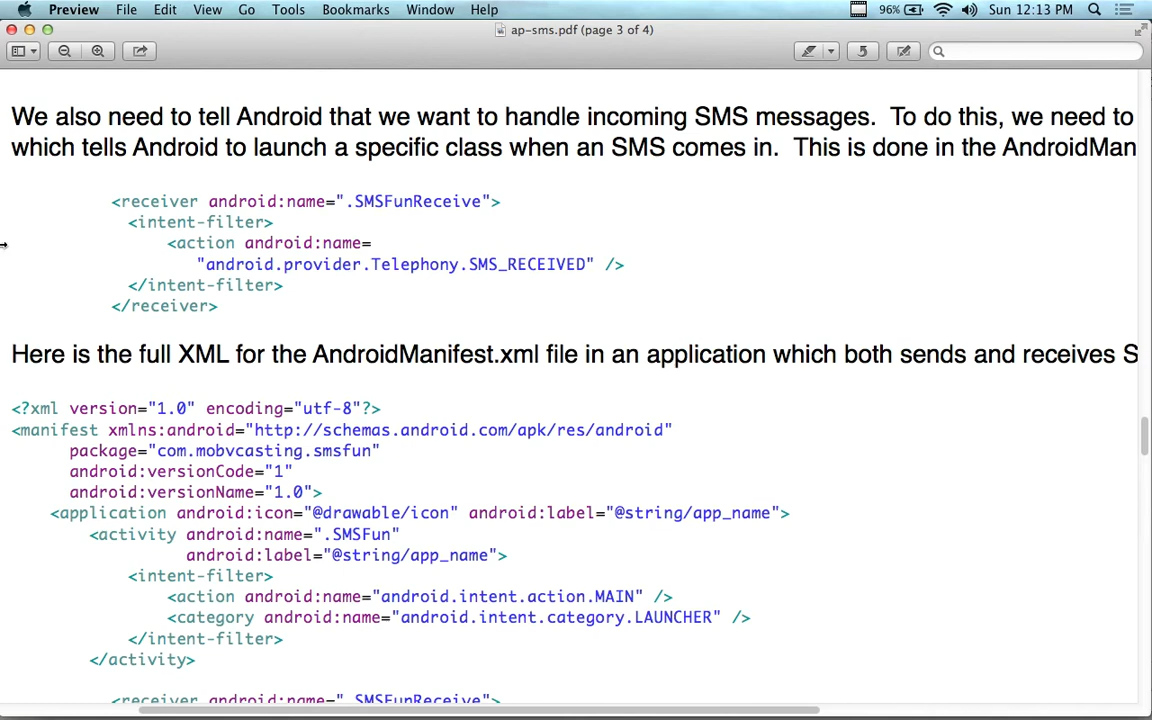 Preview File Edit View Go Tools Bookmarks Window Help 96% Sun 12:13 PM
ap-sms.pdf (page 3 of 4)
We also need to tell Android that we want to handle incoming SMS messages. To do this, we need to
which tells Android to launch a specific class when an SMS comes in. This is done in the AndroidMan
<receiver android:name=".SMSFunReceive">
<intent-filter>
<action android:name=
"android.provider.Telephony.SMS_RECEIVED" />
</intent-filter>
</receiver>
Here is the full XML for the AndroidManifest.xml file in an application which both sends and receives S
<?xml version="1.0" encoding="utf-8"?>
<manifest xmlns:android="http://schemas.android.com/apk/res/android"
package="com.mobvcasting.smsfun"
android:versionCode="1"
android:versionName="1.0">
<application android:icon="@drawable/icon" android:label="@string/app_name">
<activity android:name=".SMSFun"
android:label="@string/app_name">
<intent-filter>
<action android:name="android.intent.action.MAIN" />
<category android:name="android.intent.category.LAUNCHER" />
</intent-filter>
</activity>
<receiver android:name=".SMSFunReceive">